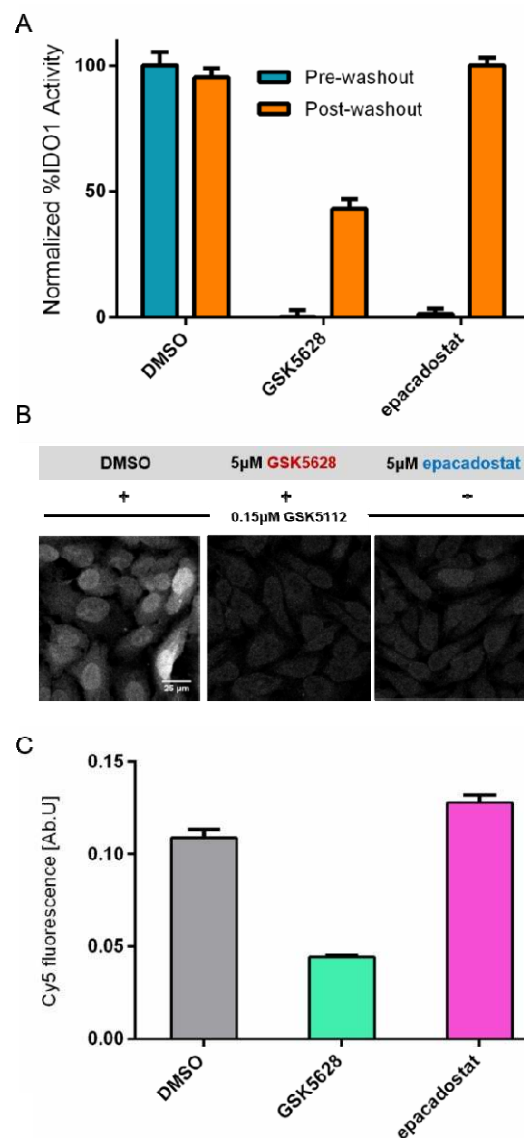 A
Normalized %IDO1 Activity
100
50
0
Pre-washout
Post-washout
DMSO
GSK5628
epacadostat
B
DMSO 5μM GSK5628 5μM epacadostat
+ + -
0.15μM GSK5112
25 μm
C
Cy5 fluorescence [Ab.U]
0.15
0.10
0.05
0.00
DMSO
GSK5628
epacadostat